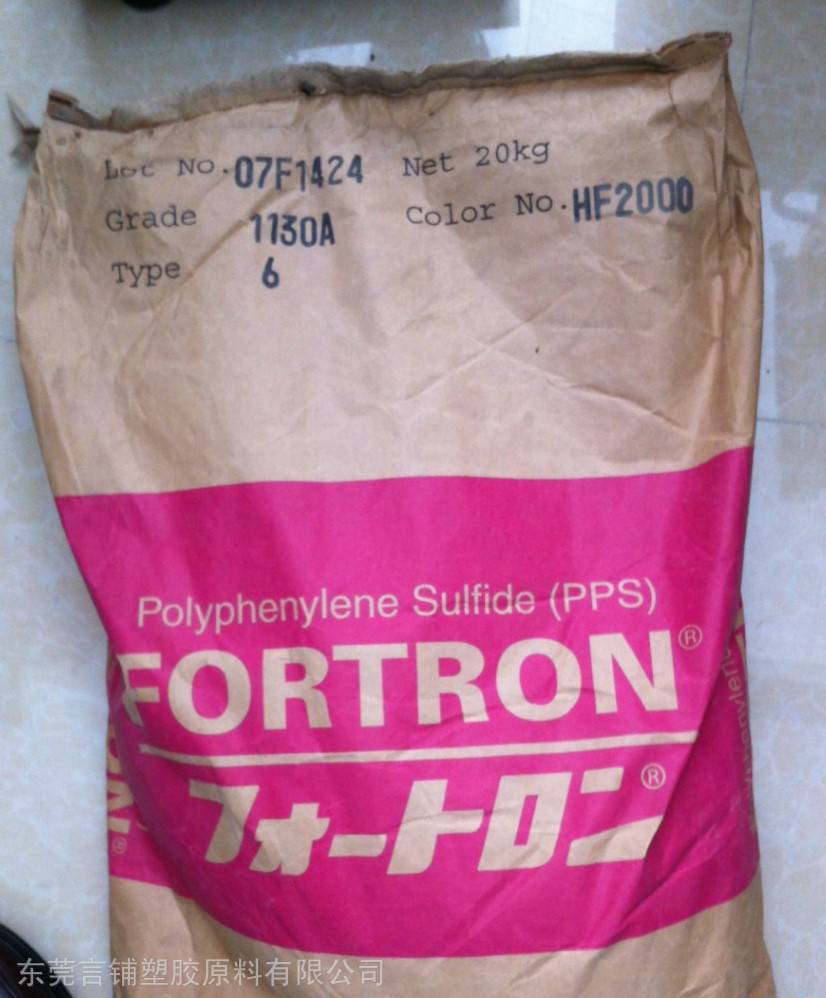 Lot No. 07F1424 Net 20kg
Grade 1130A Color No. HF2000
Type 6
Polyphenylene Sulfide (PPS)
FORTRON®
フォートロン®
东莞言铺塑胶原料有限公司